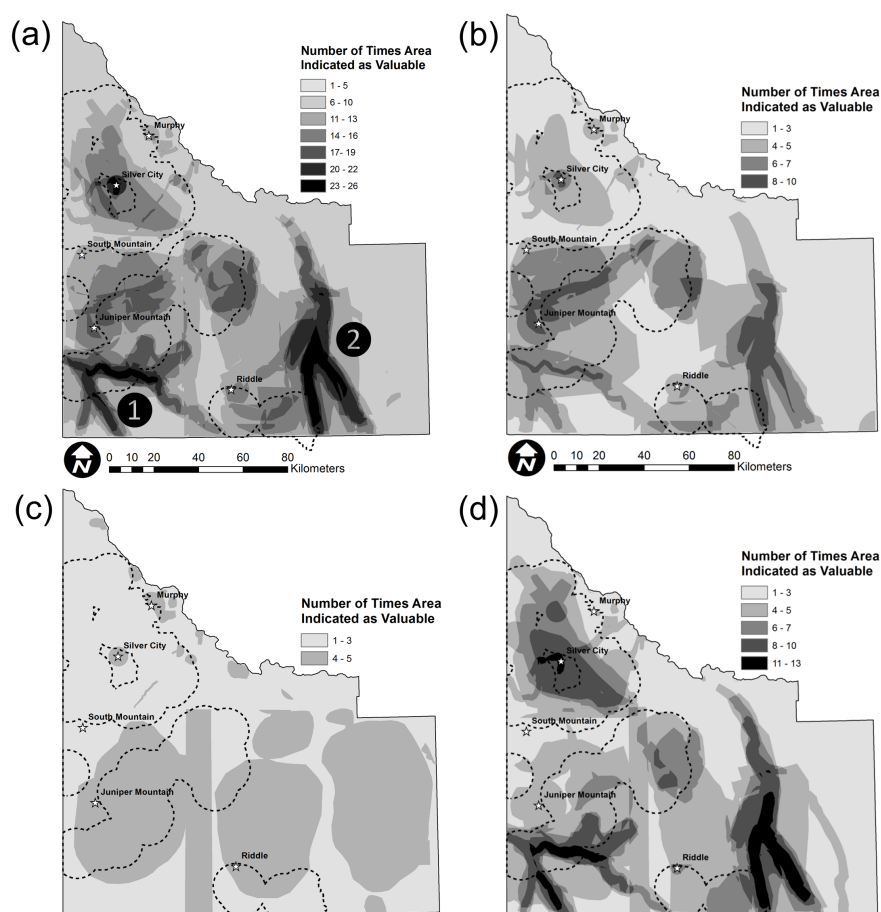 (a)
Number of Times Area
Indicated as Valuable
1 - 5
6 - 10
11 - 13
14 - 16
17- 19
20 - 22
23 - 26
Murphy
Silver City
South Mountain
Juniper Mountain
Riddle
1
2
N
0 10 20 40 60 80
Kilometers
(b)
Number of Times Area
Indicated as Valuable
1 - 3
4 - 5
6 - 7
8 - 10
Murphy
Silver City
South Mountain
Juniper Mountain
Riddle
N
0 10 20 40 60 80
Kilometers
(c)
Number of Times Area
Indicated as Valuable
1 - 3
4 - 5
Murphy
Silver City
South Mountain
Juniper Mountain
Riddle
(d)
Number of Times Area
Indicated as Valuable
1 - 3
4 - 5
6 - 7
8 - 10
11 - 13
Murphy
Silver City
South Mountain
Juniper Mountain
Riddle